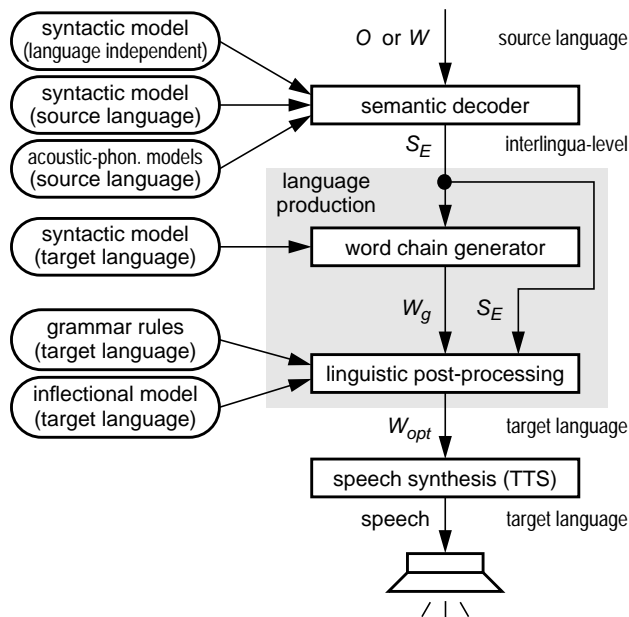 syntactic model
(language independent)
O or W
source language
syntactic model
(source language)
semantic decoder
acoustic-phon. models
(source language)
S_E
interlingua-level
language
production
syntactic model
(target language)
word chain generator
W_g
S_E
grammar rules
(target language)
linguistic post-processing
inflectional model
(target language)
W_opt
target language
speech synthesis (TTS)
speech
target language